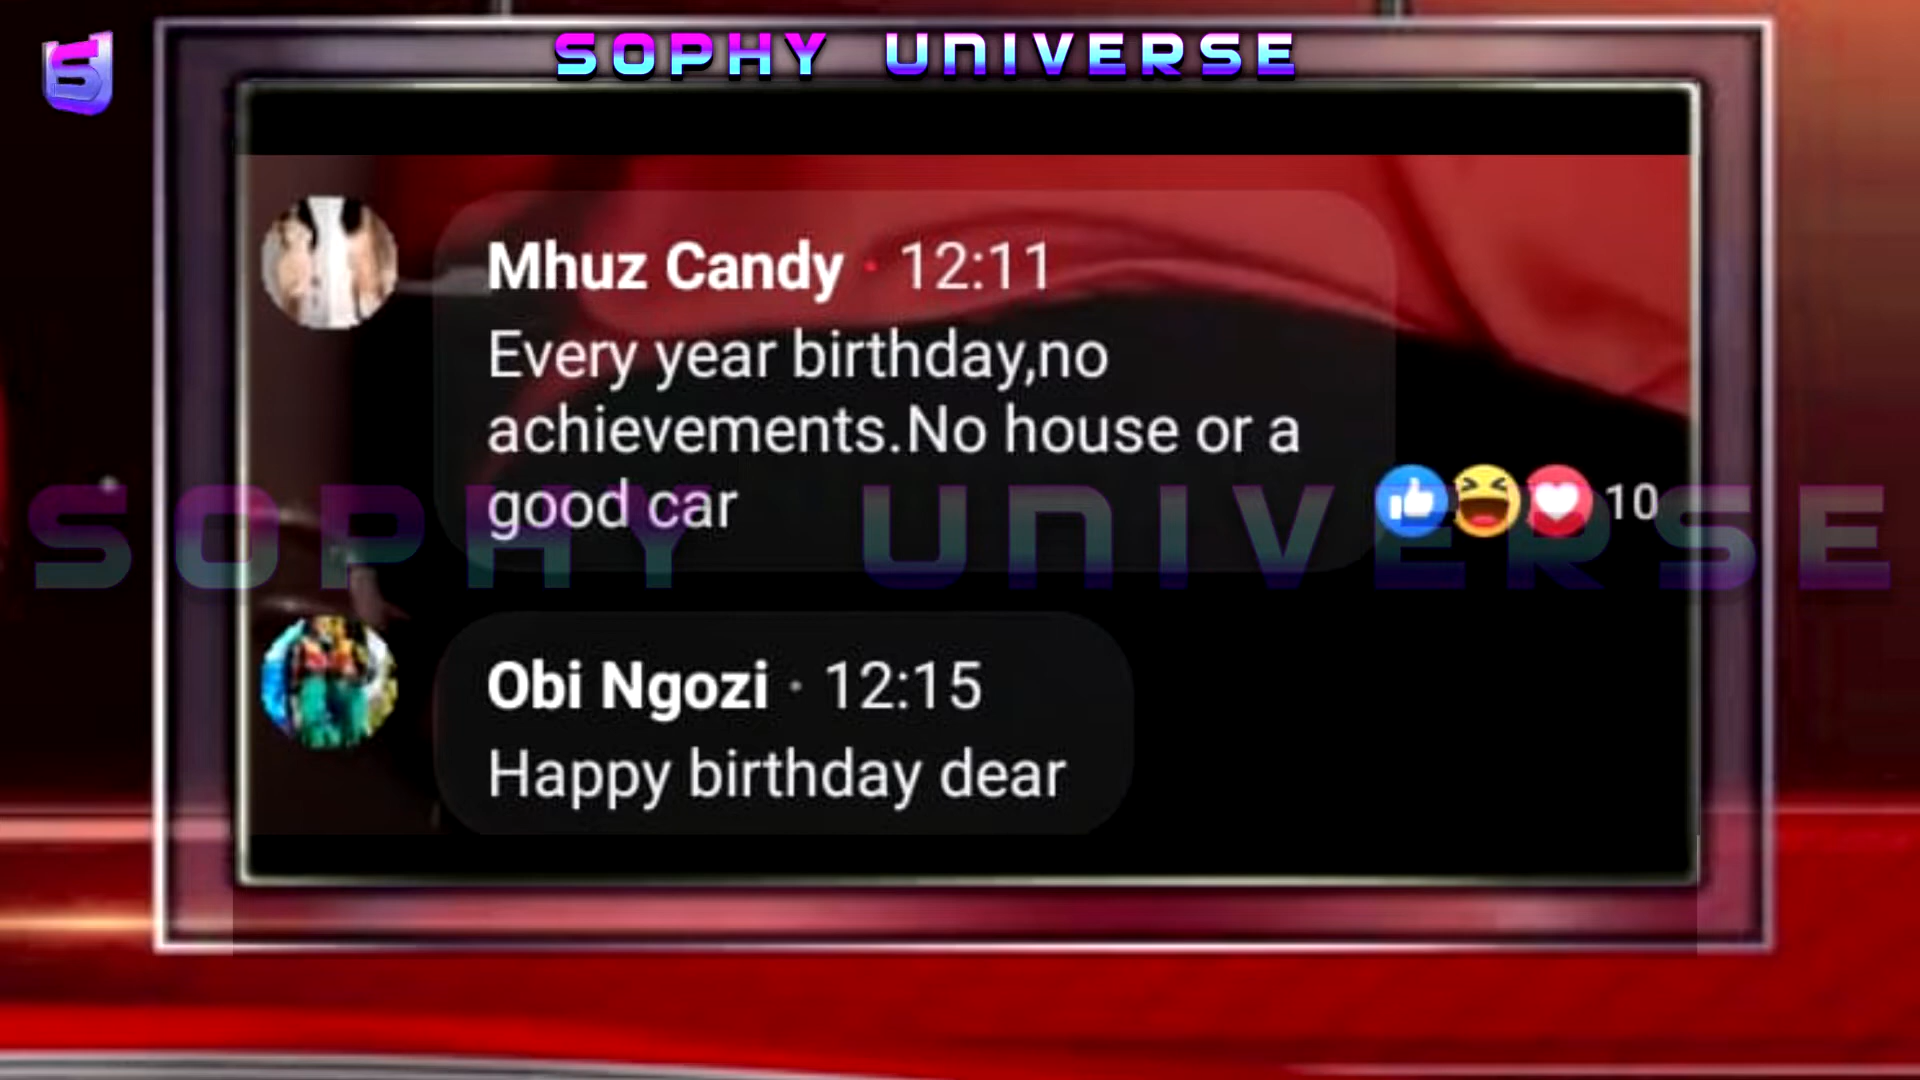 SOPHY UNIVERSE
Mhuz Candy · 12:11
Every year birthday,no
achievements.No house or a
good car
10
SOPHY UNIVERSE
Obi Ngozi · 12:15
Happy birthday dear